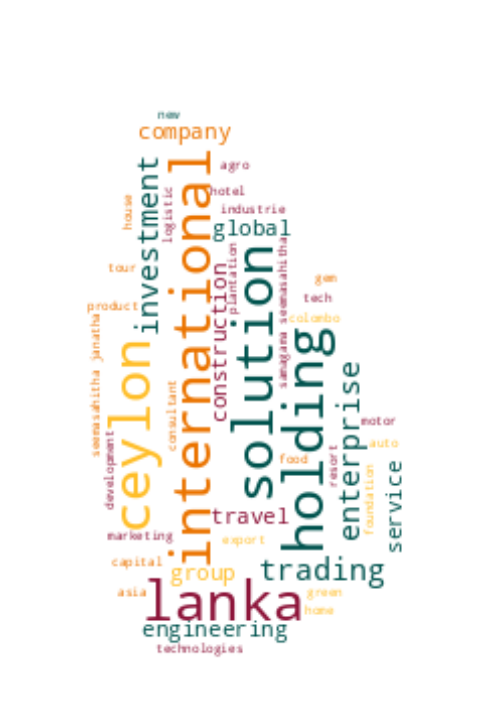 new
company
agro
investment
international
logistic
hotel
house
industrie
global
tour
plantation
samagama seemasahitha
solution
construction
gem
tech
product
colombo
seemasahitha janatha
ceylon
holding
consultant
enterprise
motor
auto
development
food
resort
foundation
service
travel
marketing
export
capital
group
trading
asia
lanka
green
home
engineering
technologies